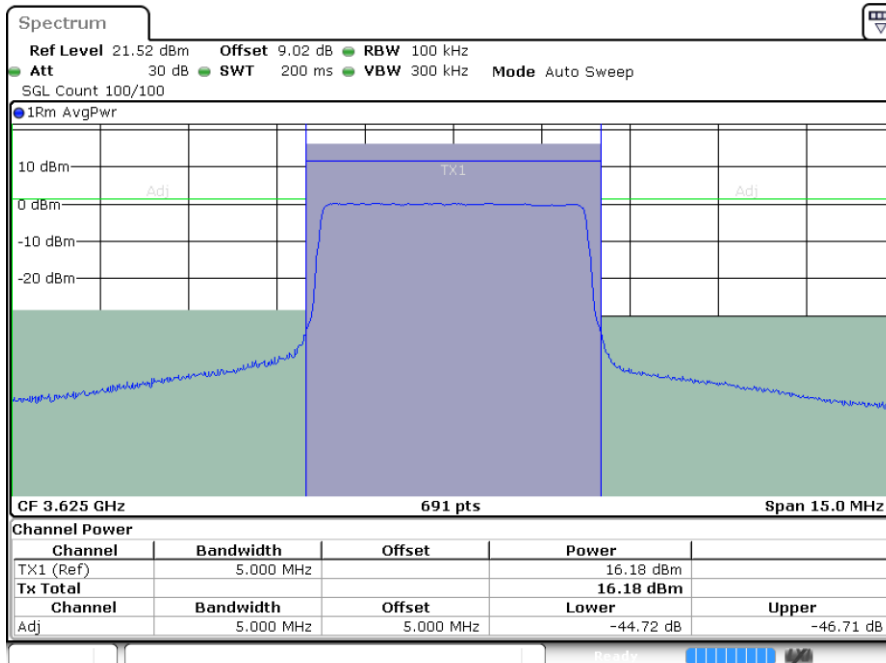 Spectrum
Ref Level 21.52 dBm Offset 9.02 dB RBW 100 kHz
Att 30 dB SWT 200 ms VBW 300 kHz Mode Auto Sweep
SGL Count 100/100
1Rm AvgPwr
10 dBm
TX1
Adj Adj
0 dBm
-10 dBm
-20 dBm
CF 3.625 GHz 691 pts Span 15.0 MHz
Channel Power
Channel Bandwidth Offset Power
TX1 (Ref) 5.000 MHz 16.18 dBm
Tx Total 16.18 dBm
Channel Bandwidth Offset Lower Upper
Adj 5.000 MHz 5.000 MHz -44.72 dB -46.71 dB
Ready